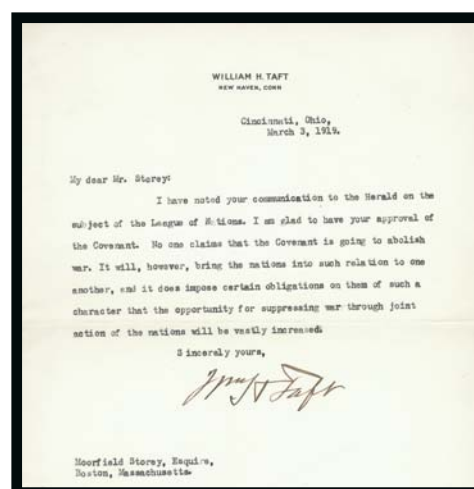 WILLIAM H. TAFT
NEW HAVEN, CONN
Cincinnati, Ohio,
March 3, 1919.
My dear Mr. Storey:
I have noted your communication to the Herald on the
subject of the League of Nations. I am glad to have your approval of
the Covenant. No one claims that the Covenant is going to abolish
war. It will, however, bring the nations into such relation to one
another, and it does impose certain obligations on them of such a
character that the opportunity for suppressing war through joint
action of the nations will be vastly increased.
Sincerely yours,
Wm H Taft
Moorfield Storey, Esquire,
Boston, Massachusetts.